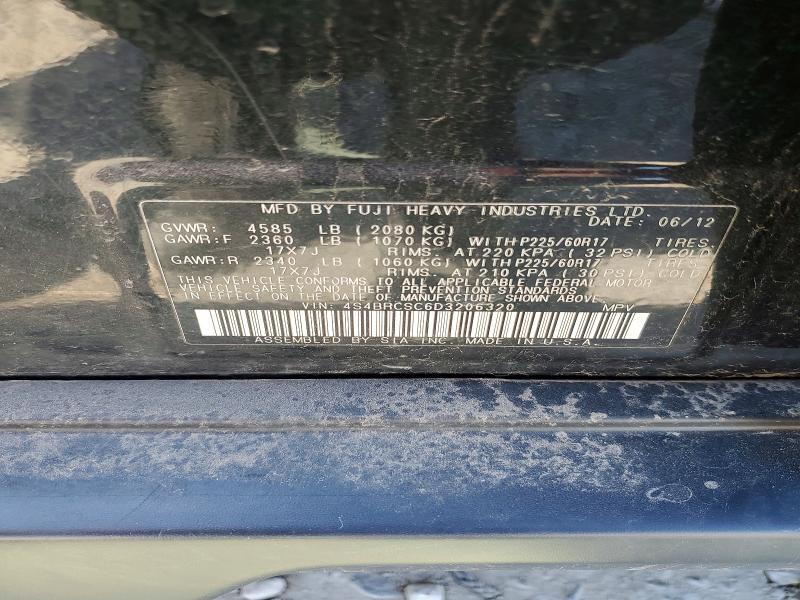 MFD BY FUJI HEAVY INDUSTRIES LTD.
DATE: 06/12
GVWR: 4585 LB (2080 KG)
GAWR:F 2360 LB (1070 KG) WITH P225/60R17 TIRES,
17X7J RIMS, AT 220 KPA (32 PSI) COLD
GAWR:R 2340 LB (1060 KG) WITH P225/60R17 TIRES,
17X7J RIMS, AT 210 KPA (30 PSI) COLD
THIS VEHICLE CONFORMS TO ALL APPLICABLE FEDERAL MOTOR
VEHICLE SAFETY AND THEFT PREVENTION STANDARDS
IN EFFECT ON THE DATE OF MANUFACTURE SHOWN ABOVE.
VIN: 4S4BRCSC6D3206320 MPV
ASSEMBLED BY SIA INC. MADE IN U.S.A